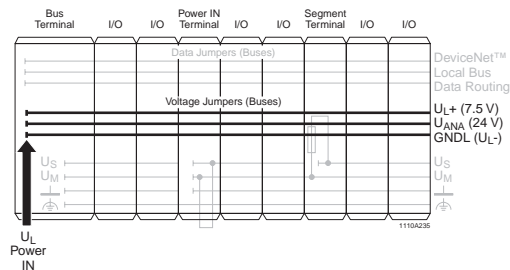 Bus Terminal
I/O
I/O
Power IN Terminal
I/O
I/O
Segment Terminal
I/O
I/O
Data Jumpers (Buses)
DeviceNet™
Local Bus
Data Routing
Voltage Jumpers (Buses)
UL+ (7.5 V)
UANA (24 V)
GNDL (UL-)
US
US
UM
UM
1110A235
UL
Power
IN